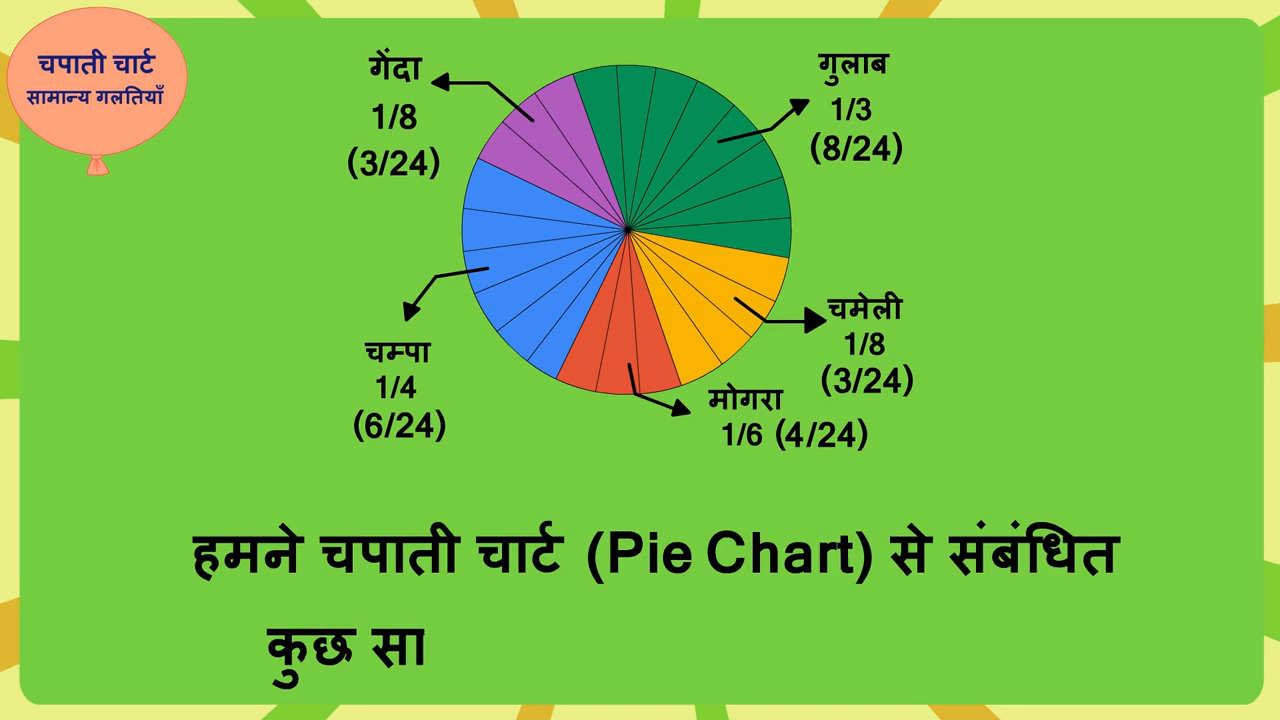 चपाती चार्ट
सामान्य गलतियाँ
गेंदा
1/8
(3/24)
गुलाब
1/3
(8/24)
चम्पा
1/4
(6/24)
चमेली
1/8
(3/24)
मोगरा
1/6 (4/24)
हमने चपाती चार्ट (Pie Chart) से संबंधित
कुछ सा